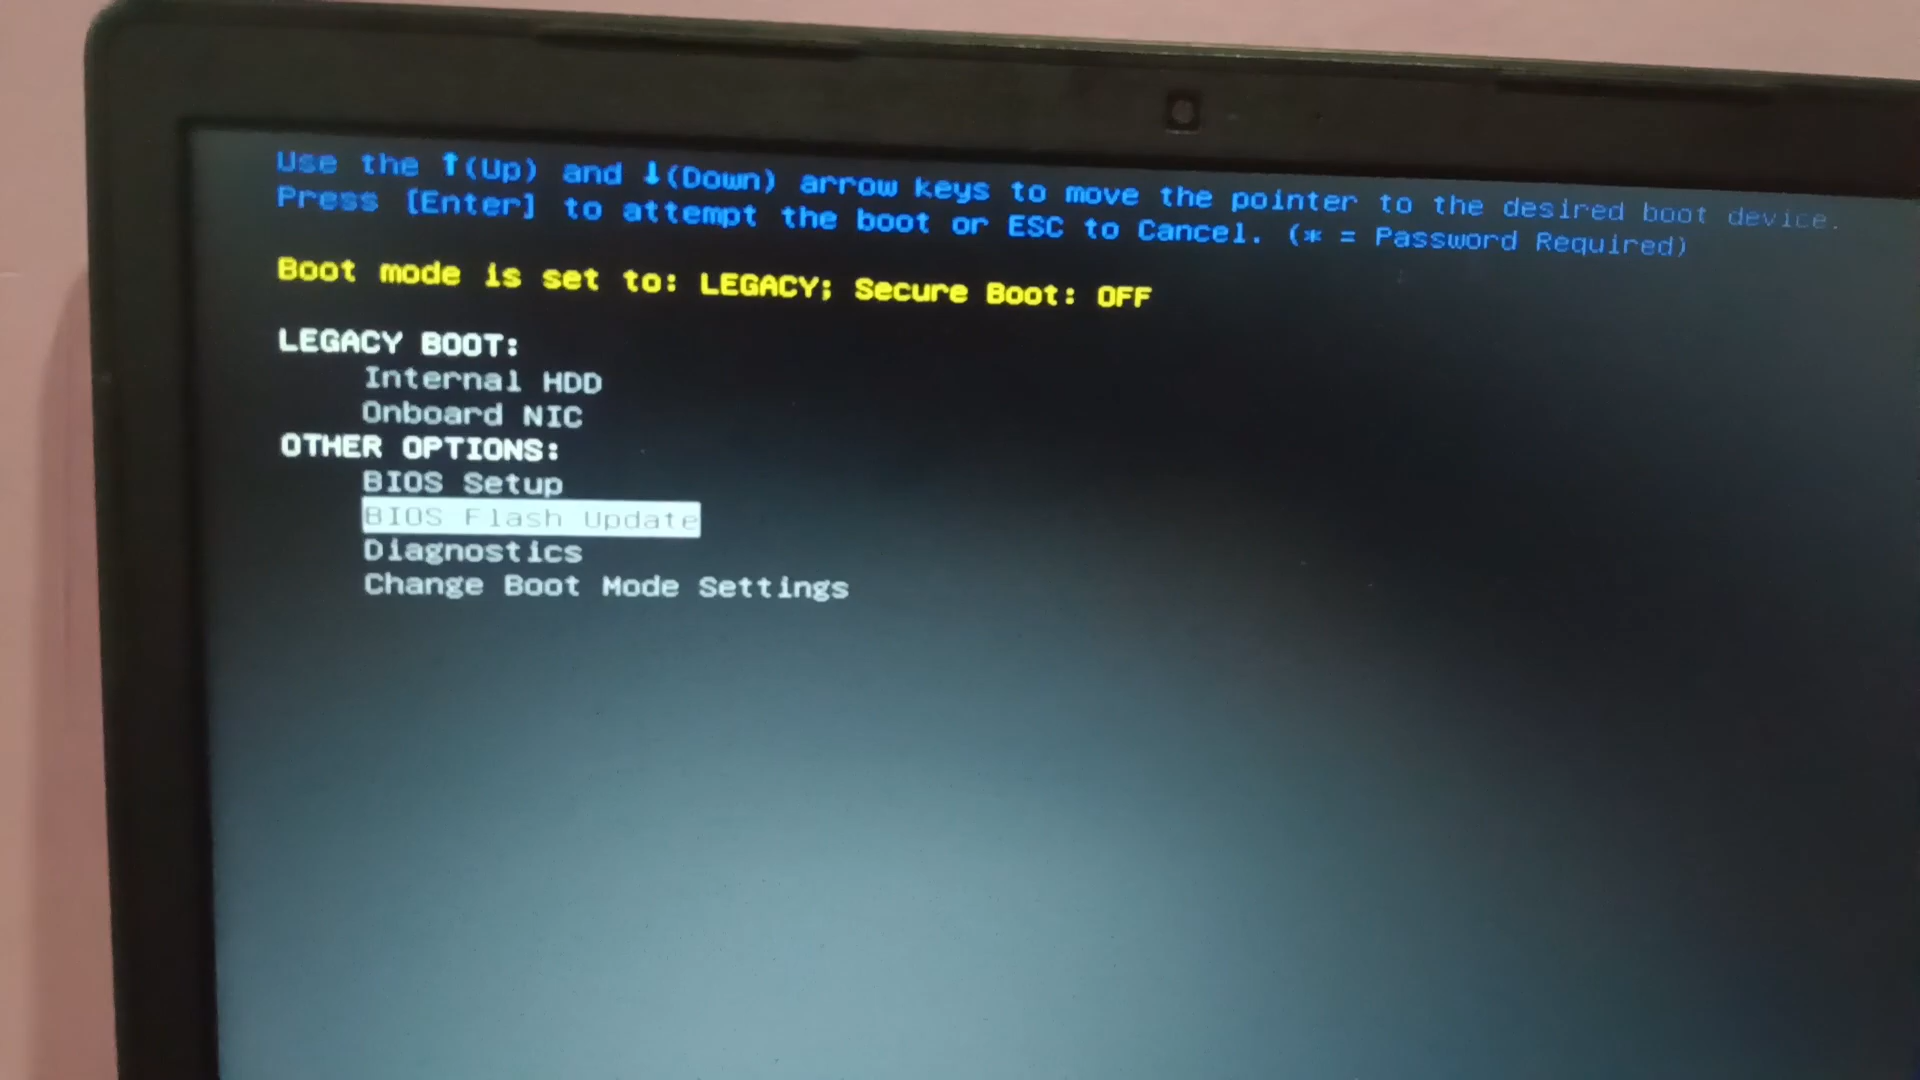 Use the ↑(Up) and ↓(Down) arrow keys to move the pointer to the desired boot device.
Press [Enter] to attempt the boot or ESC to Cancel. (* = Password Required)
Boot mode is set to: LEGACY; Secure Boot: OFF
LEGACY BOOT:
Internal HDD
Onboard NIC
OTHER OPTIONS:
BIOS Setup
BIOS Flash Update
Diagnostics
Change Boot Mode Settings